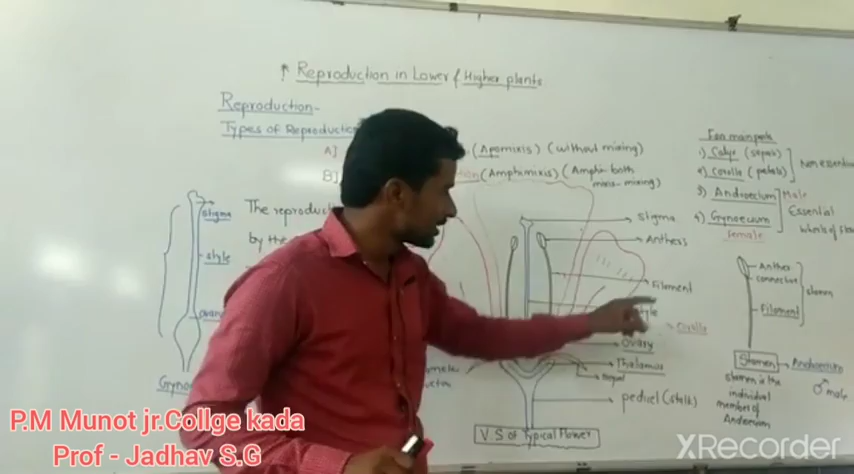 Reproduction in Lower & Higher plants
Reproduction-
Types of Reproduction
A] (Apomixis) (without mixing)
B] (Amphimixis) (Amphi-both
mixis-mixing)
The reproduc
by the
stigma
style
ovary
Stigma
Anthers
Filament
style
Ovary
Thalamus
pedicel (stalk)
V.S of Typical Flower
Four main parts
1) Calyx (sepals)
2) Corolla (petals)
Non essential
3) Androecium Male
4) Gynoecium
Female
Essential
Whorls of
Anther
connective
Filament
stamen
Stamen
Androecium
♂ male
stamen is the
individual
member of
Androecium
P.M Munot jr.Collge kada
Prof - Jadhav S.G
XRecorder